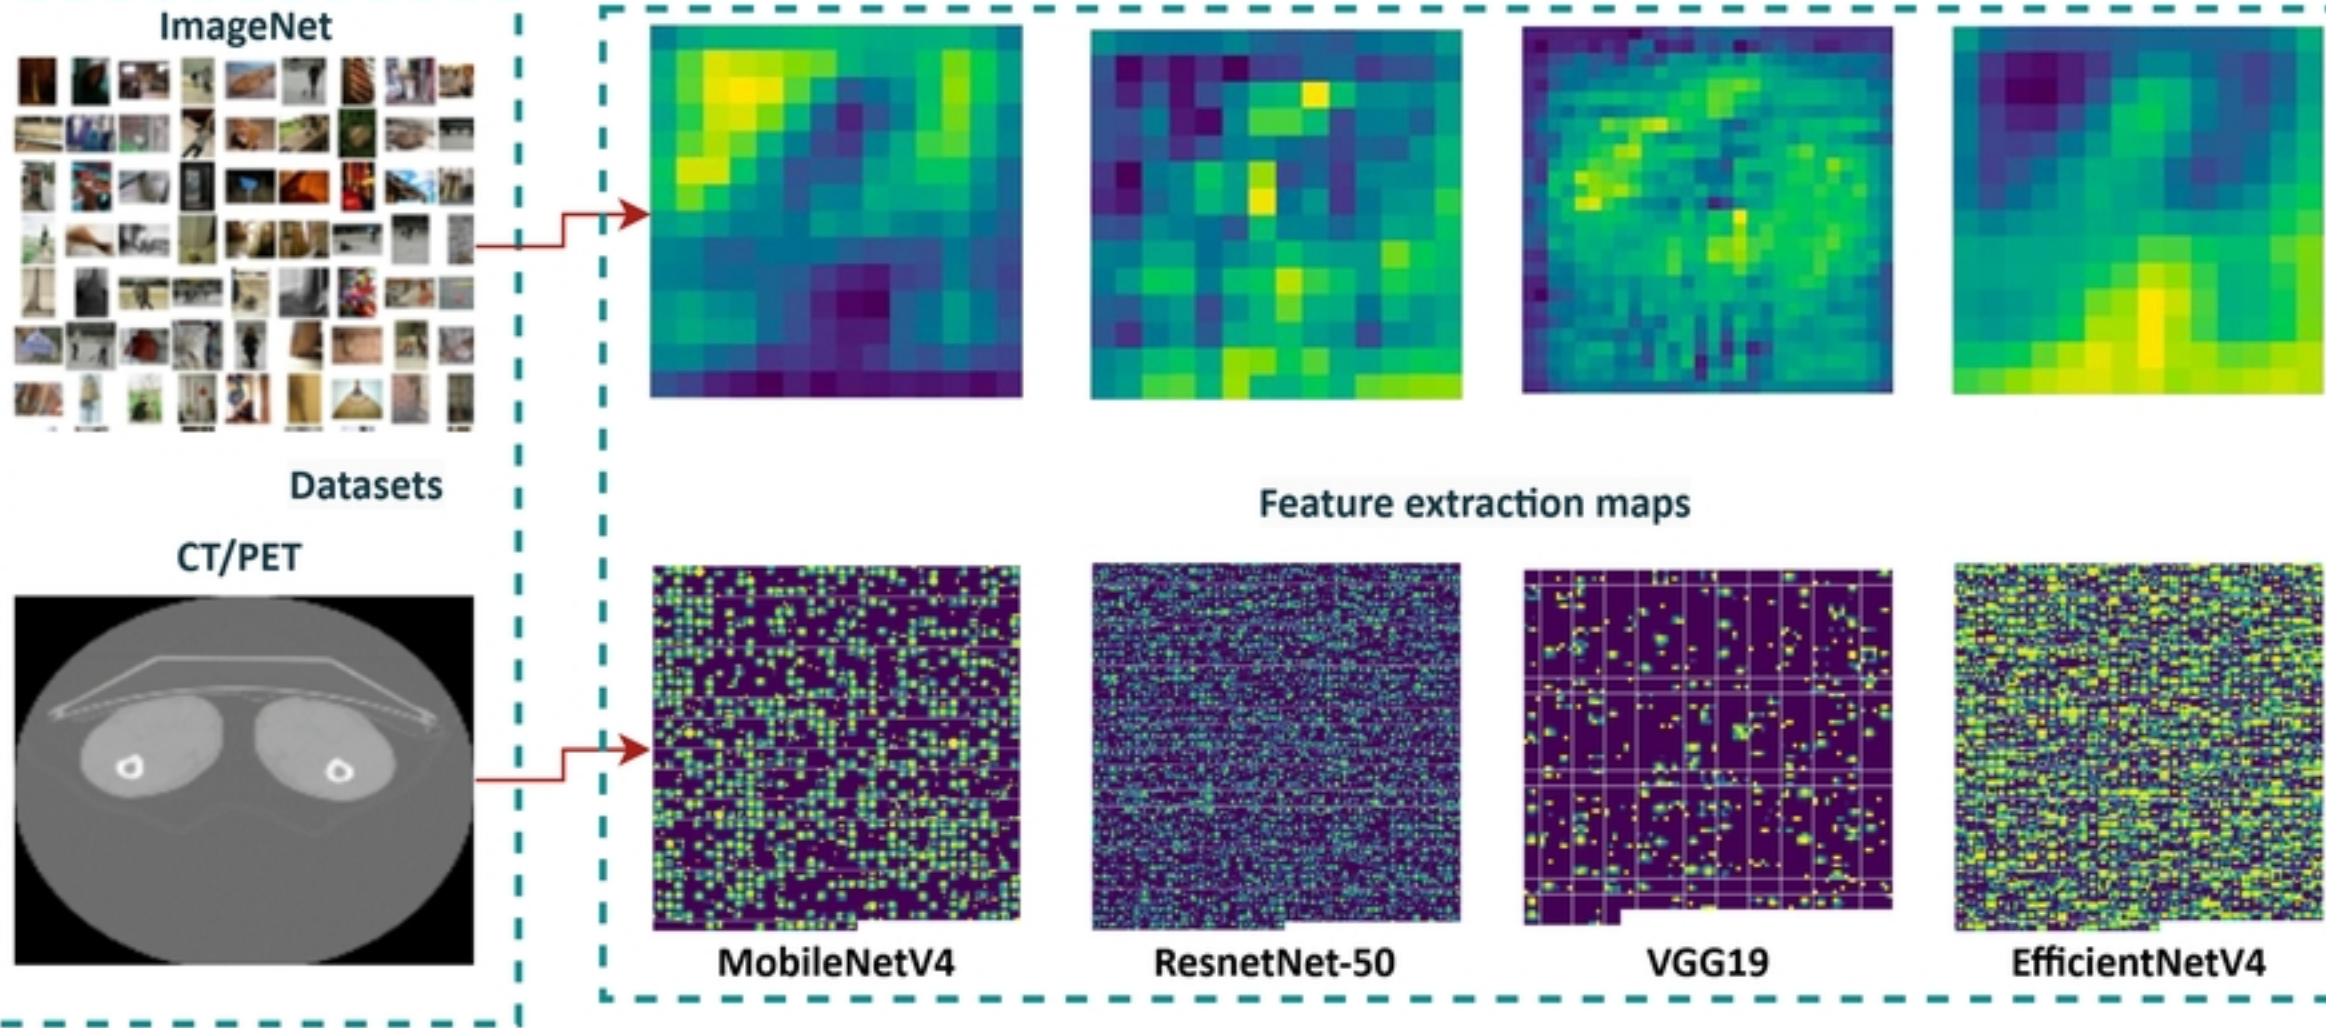 ImageNet
Datasets
CT/PET
Feature extraction maps
MobileNetV4
ResnetNet-50
VGG19
EfficientNetV4